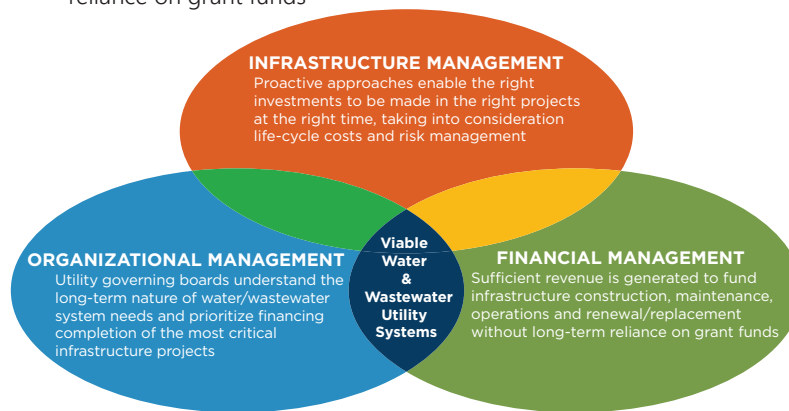 reliance on grant funds
INFRASTRUCTURE MANAGEMENT
Proactive approaches enable the right
investments to be made in the right projects
at the right time, taking into consideration
life-cycle costs and risk management
ORGANIZATIONAL MANAGEMENT
Utility governing boards understand the
long-term nature of water/wastewater
system needs and prioritize financing
completion of the most critical
infrastructure projects
Viable
Water
&
Wastewater
Utility
Systems
FINANCIAL MANAGEMENT
Sufficient revenue is generated to fund
infrastructure construction, maintenance,
operations and renewal/replacement
without long-term reliance on grant funds